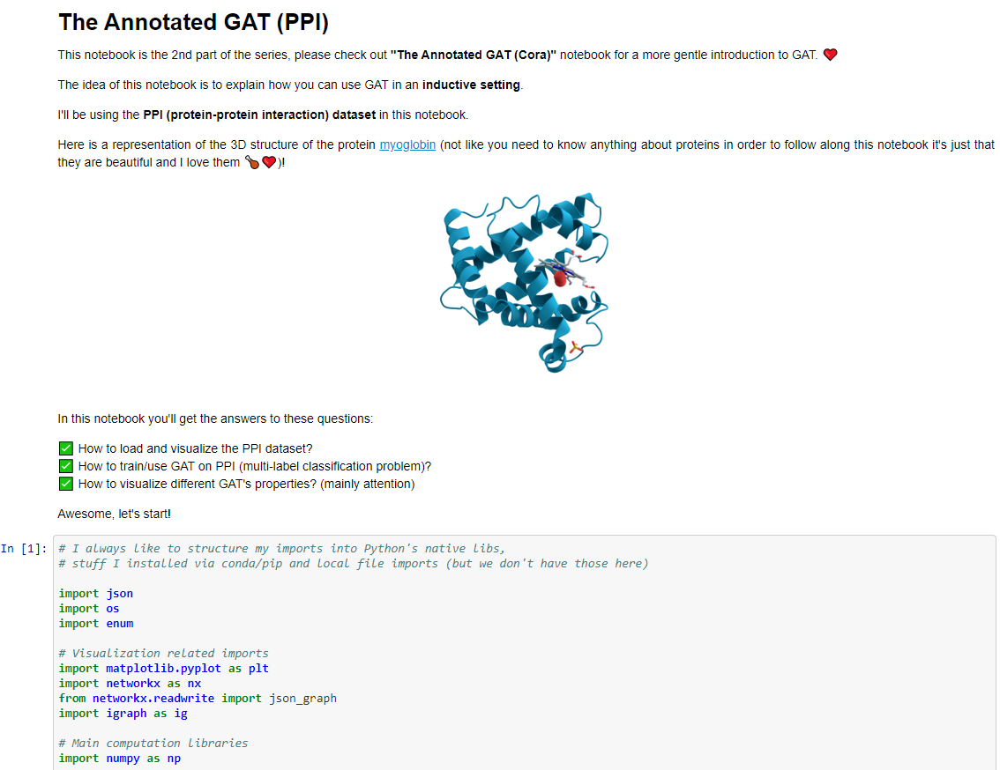 The Annotated GAT (PPI)
This notebook is the 2nd part of the series, please check out "The Annotated GAT (Cora)" notebook for a more gentle introduction to GAT. ❤️
The idea of this notebook is to explain how you can use GAT in an inductive setting.
I'll be using the PPI (protein-protein interaction) dataset in this notebook.
Here is a representation of the 3D structure of the protein myoglobin (not like you need to know anything about proteins in order to follow along this notebook it's just that
they are beautiful and I love them 🍗❤️)!
In this notebook you'll get the answers to these questions:
✅ How to load and visualize the PPI dataset?
✅ How to train/use GAT on PPI (multi-label classification problem)?
✅ How to visualize different GAT's properties? (mainly attention)
Awesome, let's start!
In [1]: # I always like to structure my imports into Python's native libs,
# stuff I installed via conda/pip and local file imports (but we don't have those here)
import json
import os
import enum
# Visualization related imports
import matplotlib.pyplot as plt
import networkx as nx
from networkx.readwrite import json_graph
import igraph as ig
# Main computation libraries
import numpy as np